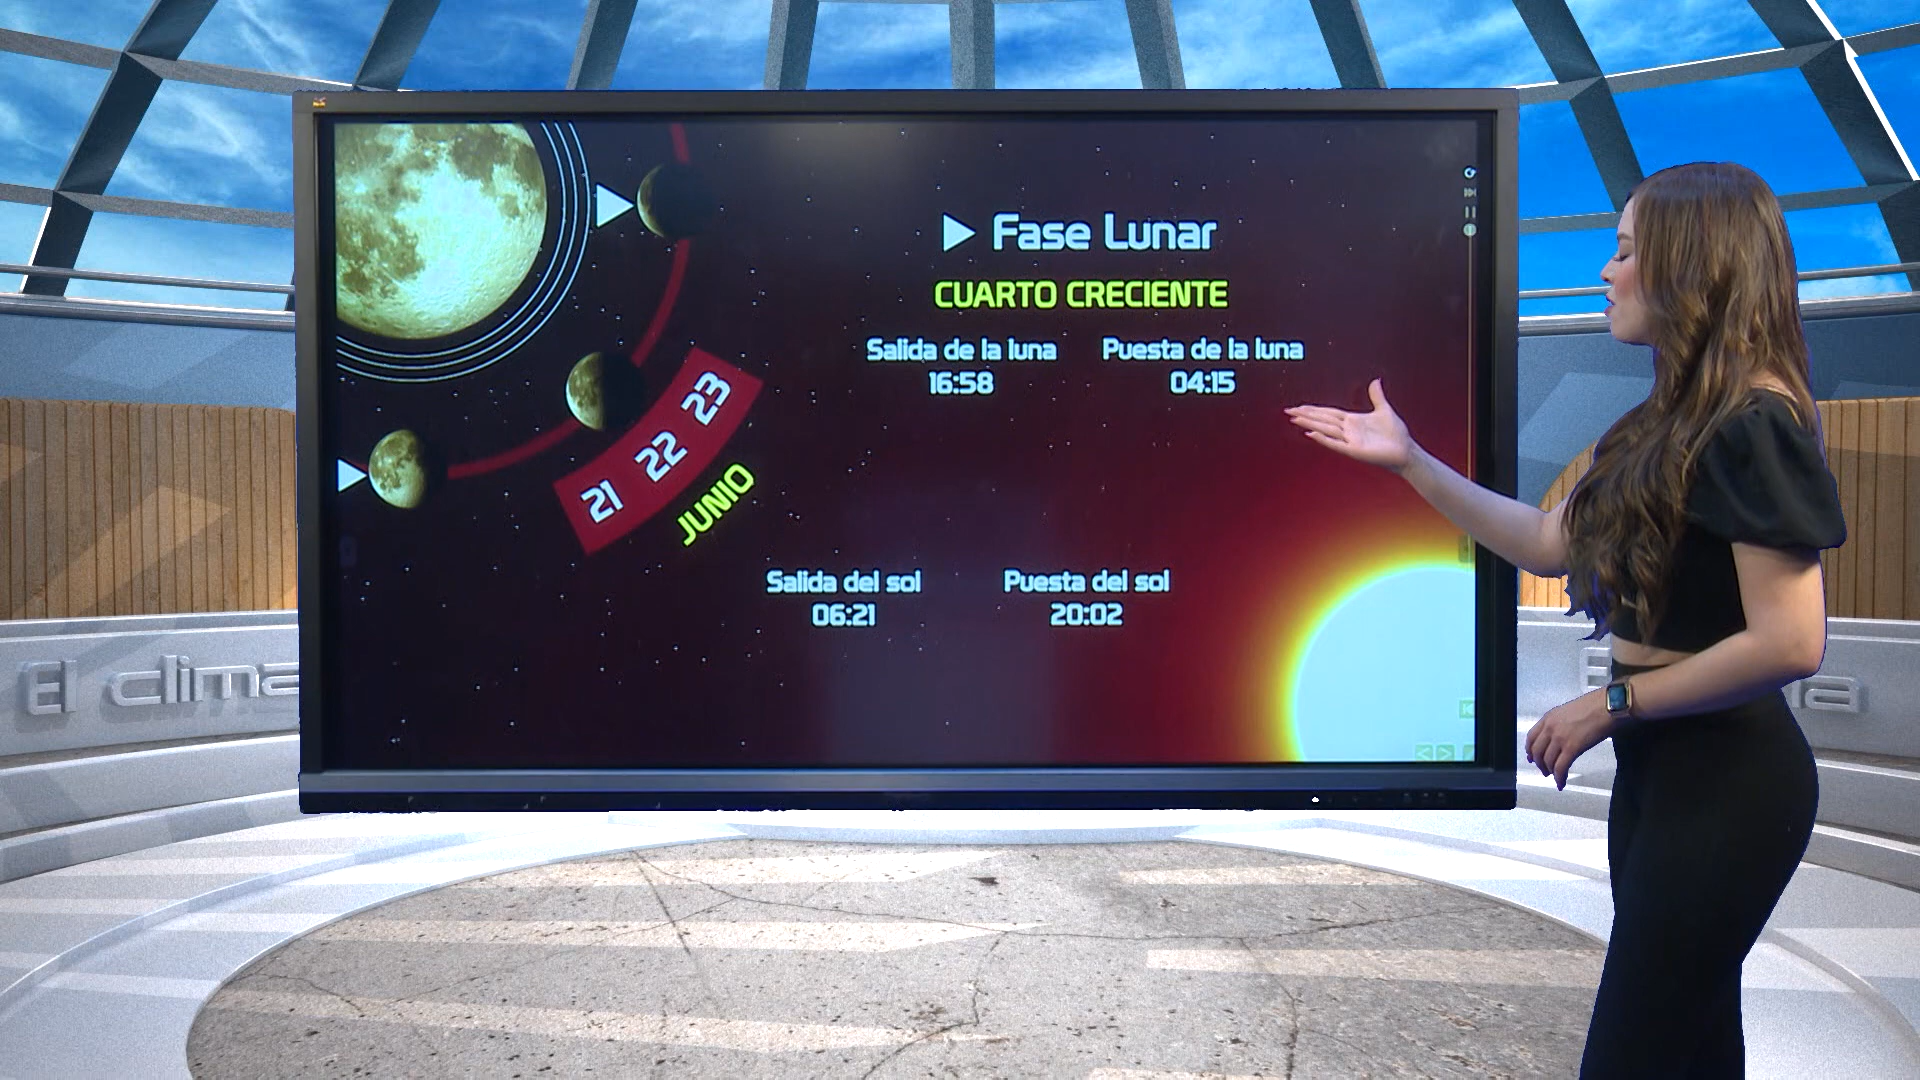 Fase Lunar
CUARTO CRECIENTE
Salida de la luna
16:58
Puesta de la luna
04:15
21 22 23
JUNIO
Salida del sol
06:21
Puesta del sol
20:02
El clima